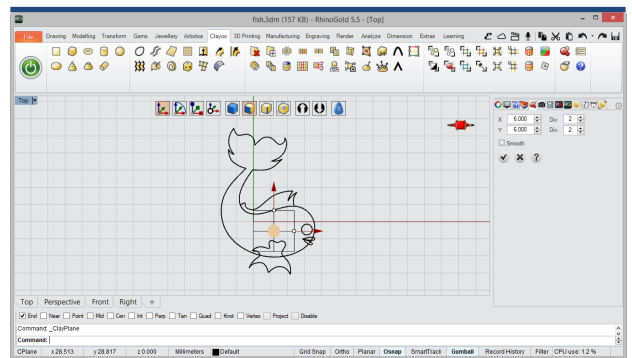 fish.3dm (157 KB) - RhinoGold 5.5 - [Top]
File Drawing Modelling Transform Gems Jewellery Artistics Clayoo 3D Printing Manufacturing Engraving Render Analyze Dimension Extras Learning
Top
X 6.000 Div 2
Y 6.000 Div 2
Smooth
Top Perspective Front Right
End Near Point Mid Cen Int Perp Tan Quad Knot Vertex Project Disable
Command: _ClayPlane
Command:
CPlane x 28.513 y 28.817 z 0.000 Millimeters Default Grid Snap Ortho Planar Osnap SmartTrack Gumball Record History Filter CPU use: 1.2 %